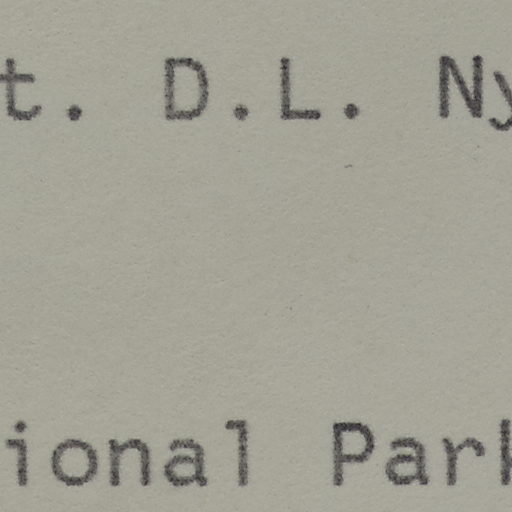 t. D.L. Ny
ional Park